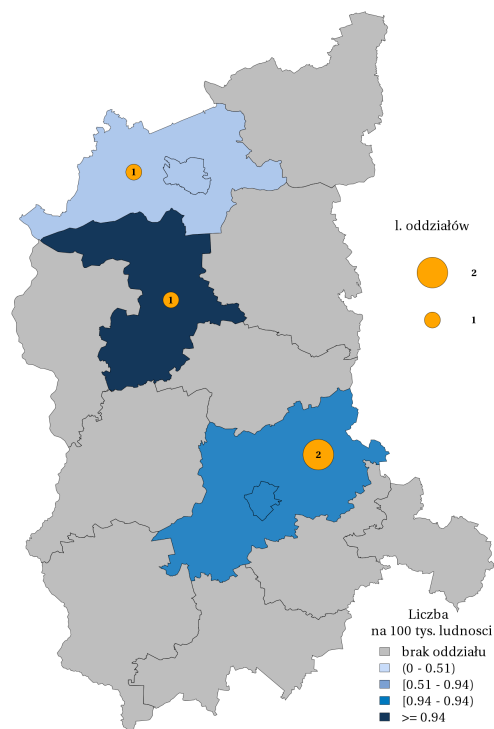 1
l. oddziałów
2
1
1
2
Liczba
na 100 tys. ludnosci
brak oddziału
(0 - 0.51)
[0.51 - 0.94)
[0.94 - 0.94)
>= 0.94